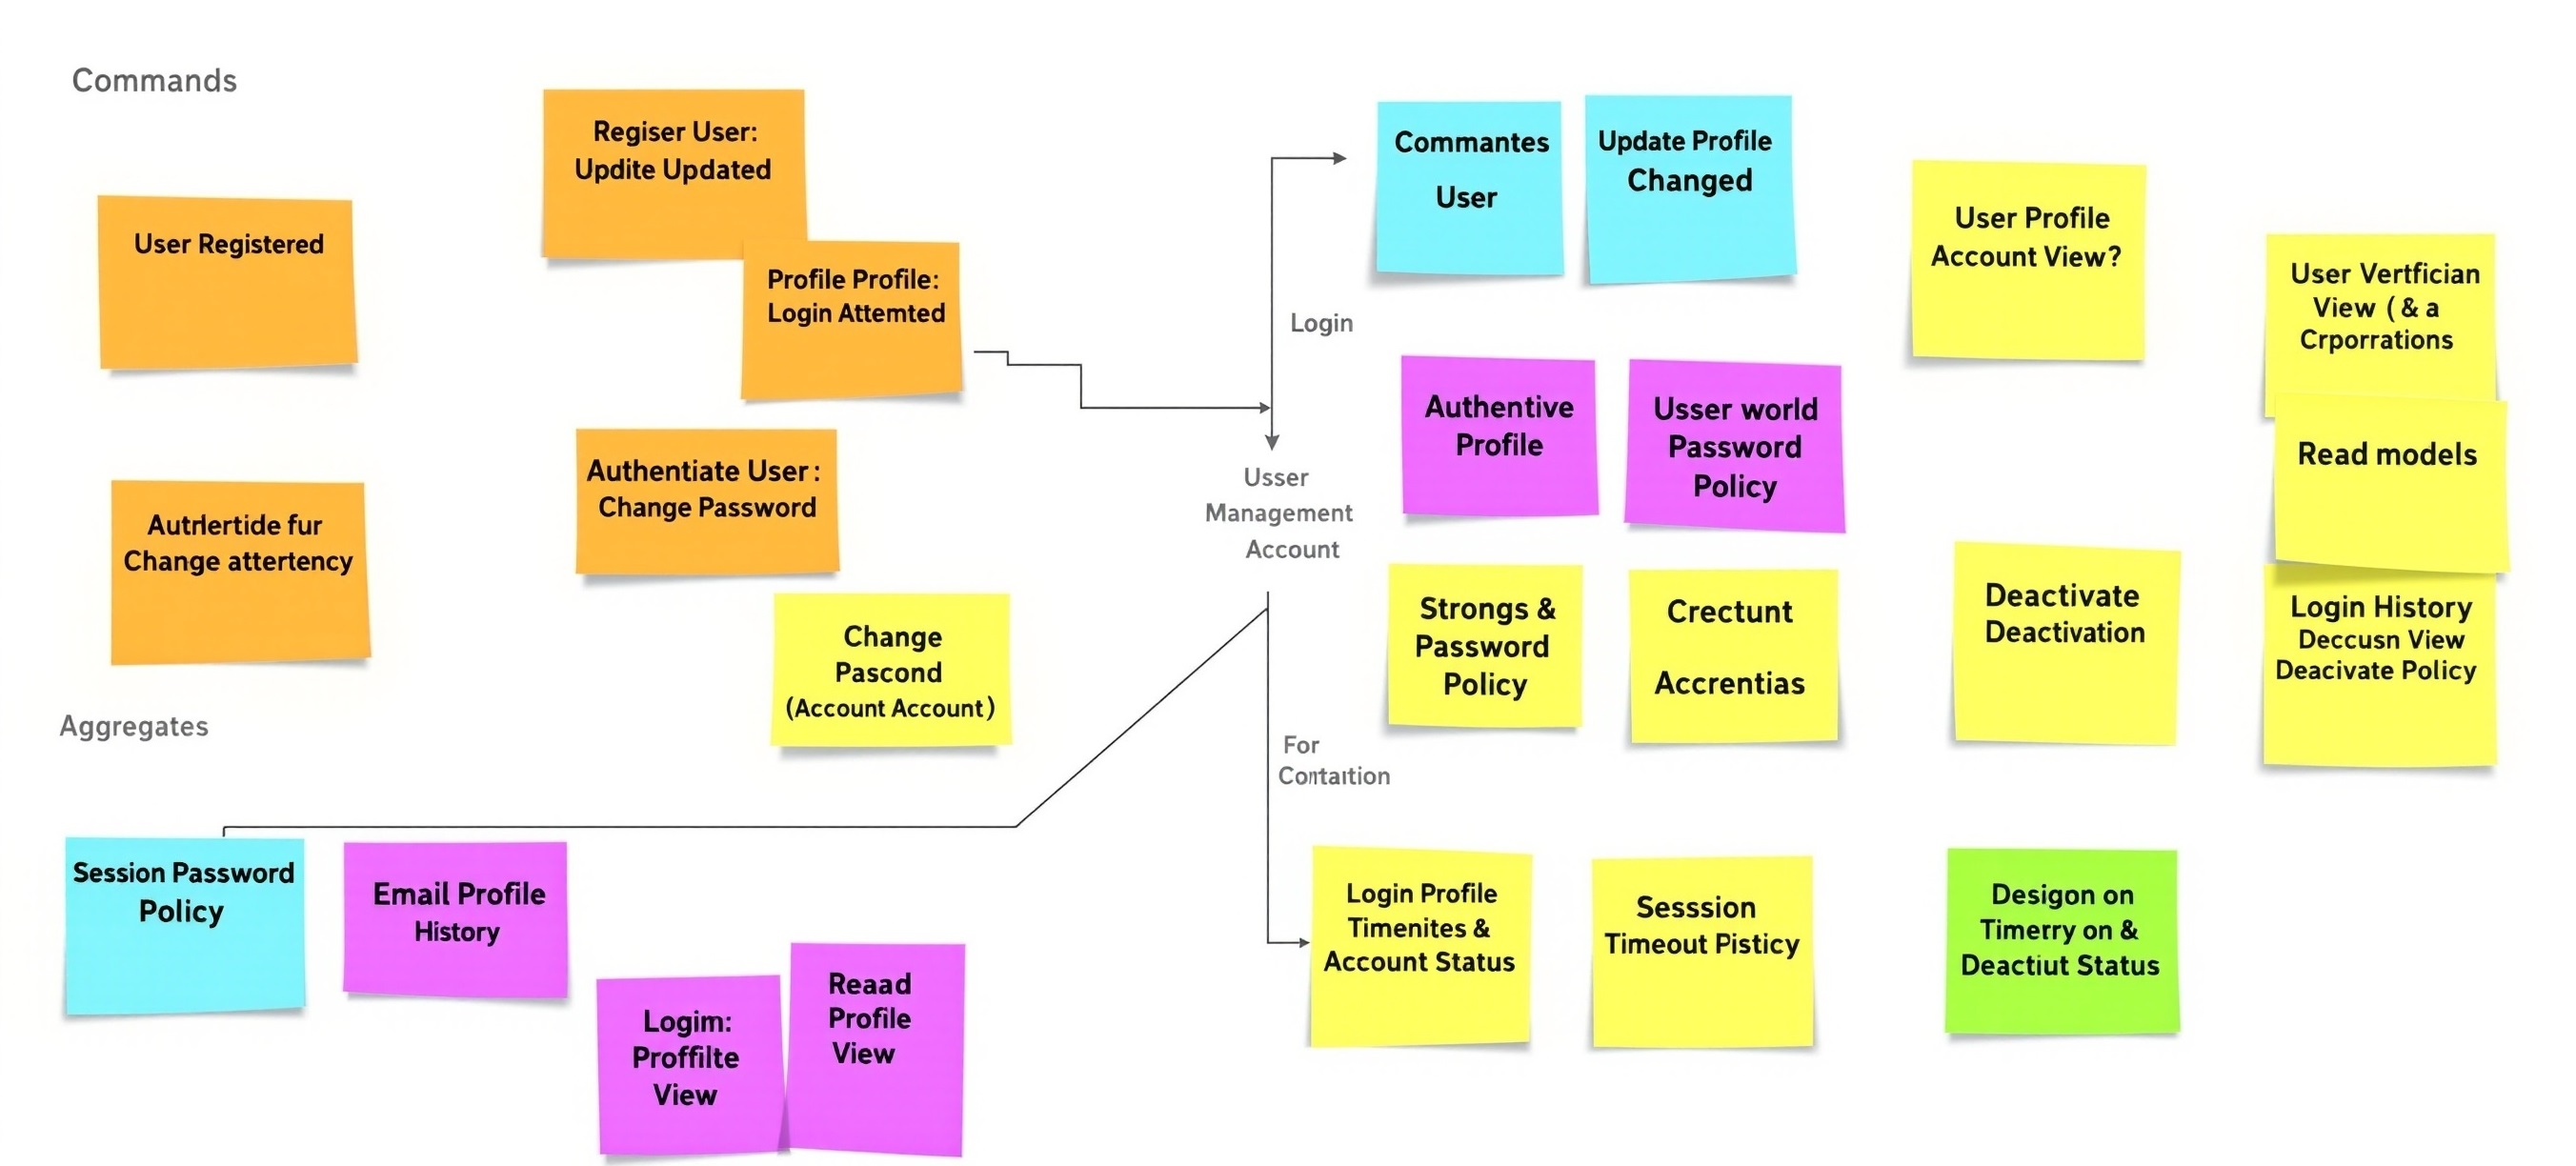 Commands
User Registered
Regiser User:
Updite Updated
Profile Profile:
Login Attemted
Autrlertide fur
Change attertency
Authentiate User :
Change Password
Change
Pascond
(Account Account)
Aggregates
Session Password
Policy
Email Profile
History
Logim:
Proffilte
View
Reaad
Profile
View
Login
Usser
Management
Account
For
Contartion
Commantes
User
Update Profile
Changed
Authentive
Profile
Usser world
Password
Policy
Strongs &
Password
Policy
Crectunt
Accrentias
Login Profile
Timenites &
Account Status
Sesssion
Timeout Pisticy
User Profile
Account View?
Deactivate
Deactivation
Desigon on
Timerry on &
Deactiut Status
User Vertfician
View ( & a
Crporrations
Read models
Login History
Deccusn View
Deacivate Policy